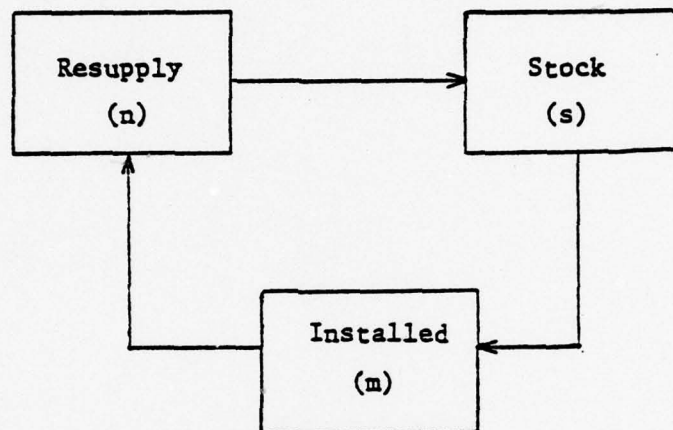 Resupply
(n)
Stock
(s)
Installed
(m)